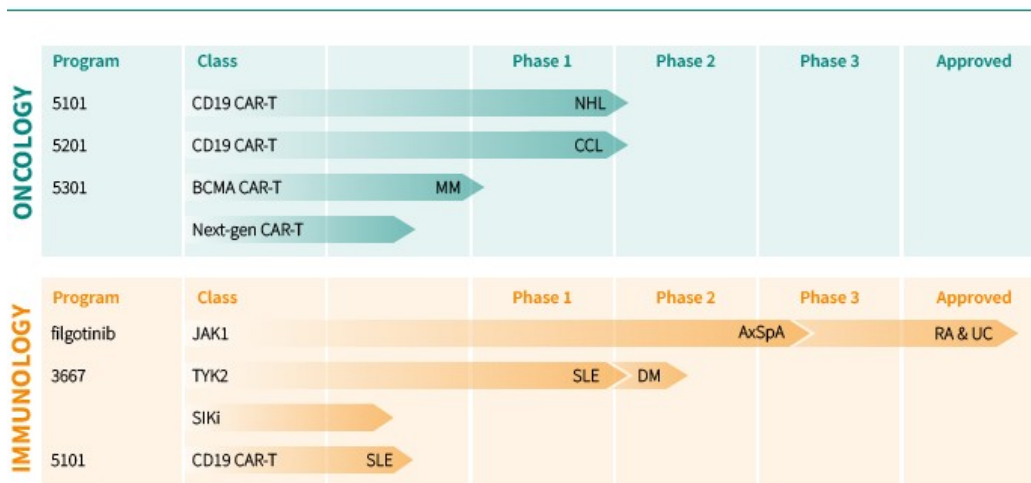 ONCOLOGY
Program Class Phase 1 Phase 2 Phase 3 Approved
5101 CD19 CAR-T NHL
5201 CD19 CAR-T CCL
5301 BCMA CAR-T MM
Next-gen CAR-T
IMMUNOLOGY
Program Class Phase 1 Phase 2 Phase 3 Approved
filgotinib JAK1 AxSpA RA & UC
3667 TYK2 SLE DM
SIKi
5101 CD19 CAR-T SLE